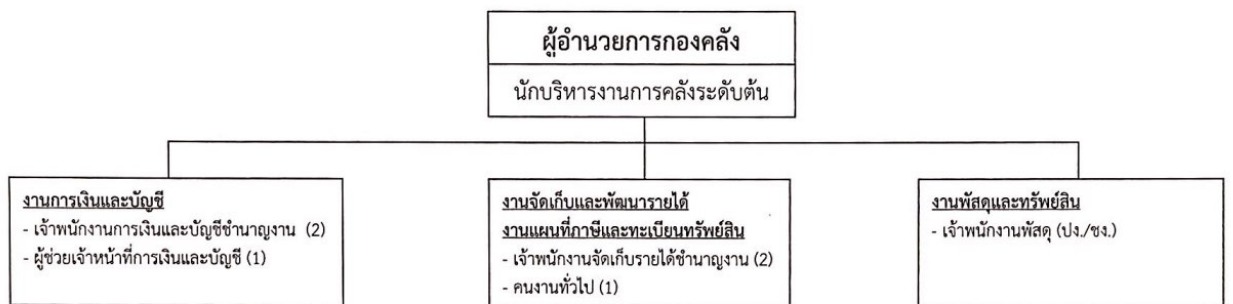 ผู้อำนวยการกองคลัง
นักบริหารงานการคลังระดับต้น
งานการเงินและบัญชี
- เจ้าพนักงานการเงินและบัญชีชำนาญงาน (2)
- ผู้ช่วยเจ้าหน้าที่การเงินและบัญชี (1)
งานจัดเก็บและพัฒนารายได้
งานแผนที่ภาษีและทะเบียนทรัพย์สิน
- เจ้าพนักงานจัดเก็บรายได้ชำนาญงาน (2)
- คนงานทั่วไป (1)
งานพัสดุและทรัพย์สิน
- เจ้าพนักงานพัสดุ (ปง./ชง.)